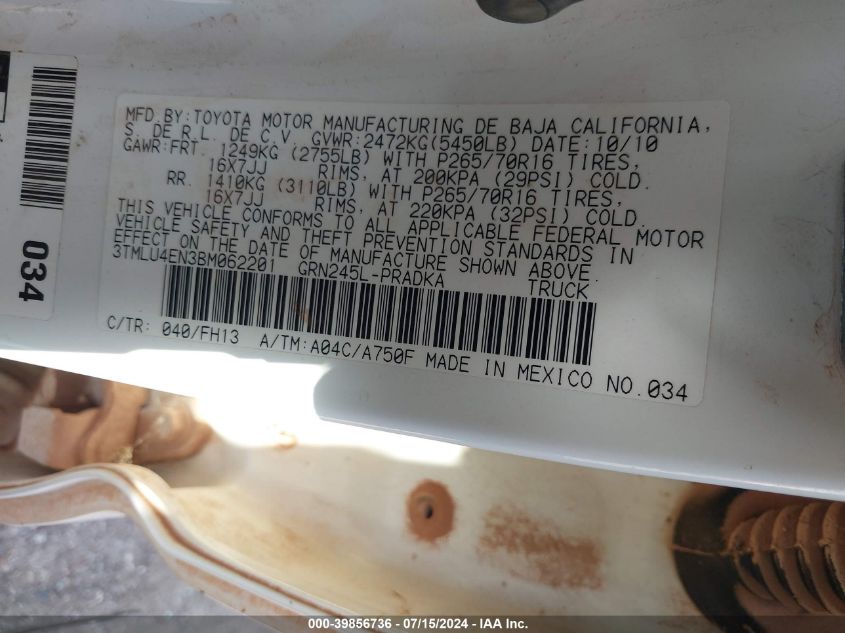 MFD.BY:TOYOTA MOTOR MANUFACTURING DE BAJA CALIFORNIA,
S. DE R.L. DE C.V. GVWR:2472KG(5450LB) DATE:10/10
GAWR:FRT. 1249KG (2755LB) WITH P265/70R16 TIRES,
16X7JJ RIMS, AT 200KPA (29PSI) COLD.
RR. 1410KG (3110LB) WITH P265/70R16 TIRES,
16X7JJ RIMS, AT 220KPA (32PSI) COLD.
THIS VEHICLE CONFORMS TO ALL APPLICABLE FEDERAL MOTOR
VEHICLE SAFETY AND THEFT PREVENTION STANDARDS IN
EFFECT ON THE DATE OF MANUFACTURE SHOWN ABOVE.
3TMLU4EN3BM062201 GRN245L-PRADKA TRUCK
C/TR: 040/FH13 A/TM:A04C/A750F MADE IN MEXICO NO.034
034
000-39856736 - 07/15/2024 - IAA Inc.